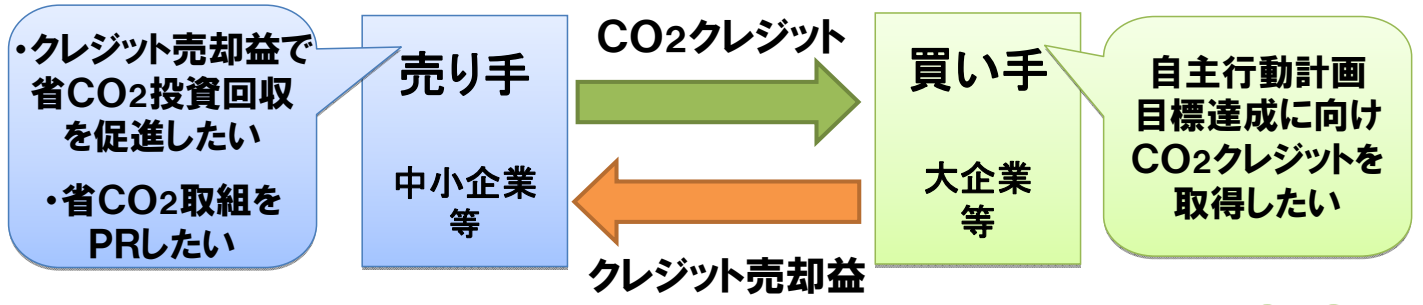 ・クレジット売却益で
省CO2投資回収
を促進したい
・省CO2取組を
PRしたい
売り手
中小企業
等
CO2クレジット
クレジット売却益
買い手
大企業
等
自主行動計画
目標達成に向け
CO2クレジットを
取得したい